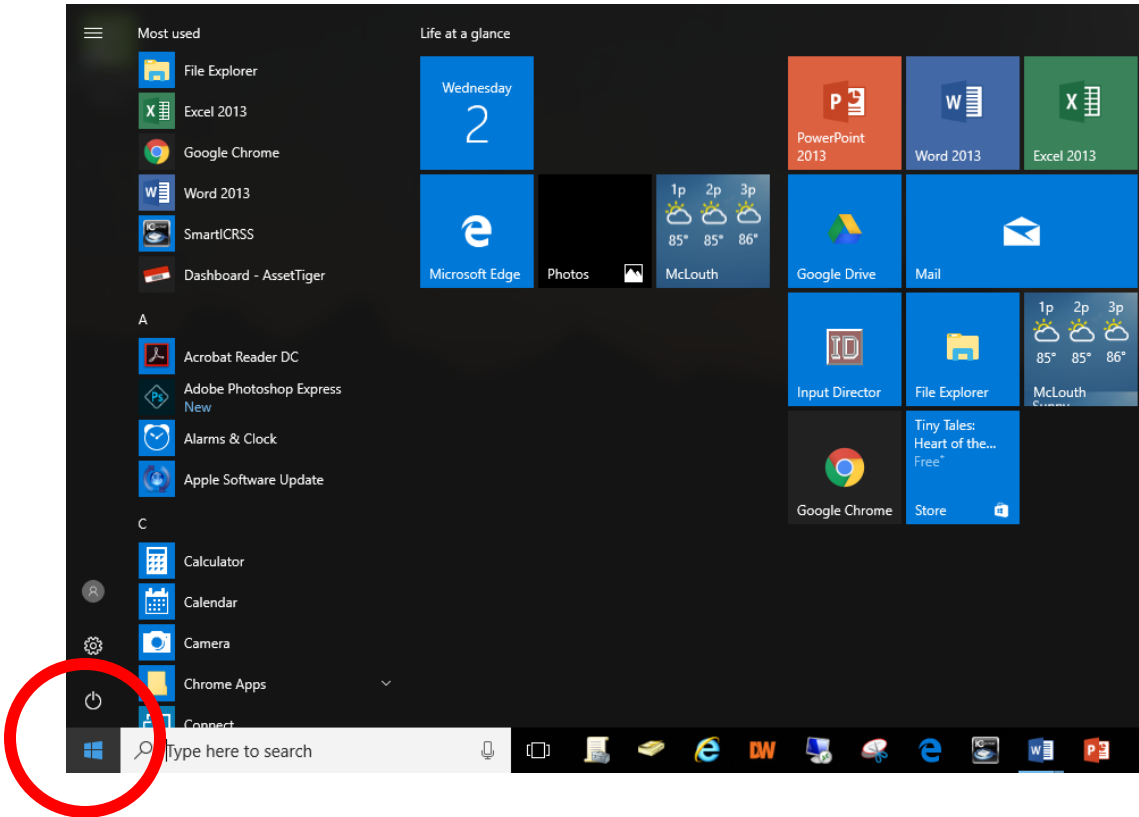 Most used
File Explorer
Excel 2013
Google Chrome
Word 2013
SmartICRSS
Dashboard - AssetTiger
A
Acrobat Reader DC
Adobe Photoshop Express
New
Alarms & Clock
Apple Software Update
C
Calculator
Calendar
Camera
Chrome Apps
Connect
Life at a glance
Wednesday
2
Microsoft Edge
Photos
1p 2p 3p
85° 85° 86°
McLouth
PowerPoint
2013
Word 2013
Excel 2013
Google Drive
Mail
ID
Input Director
File Explorer
1p 2p 3p
85° 85° 86°
McLouth
Sunny
Google Chrome
Tiny Tales:
Heart of the...
Free*
Store
Type here to search
DW